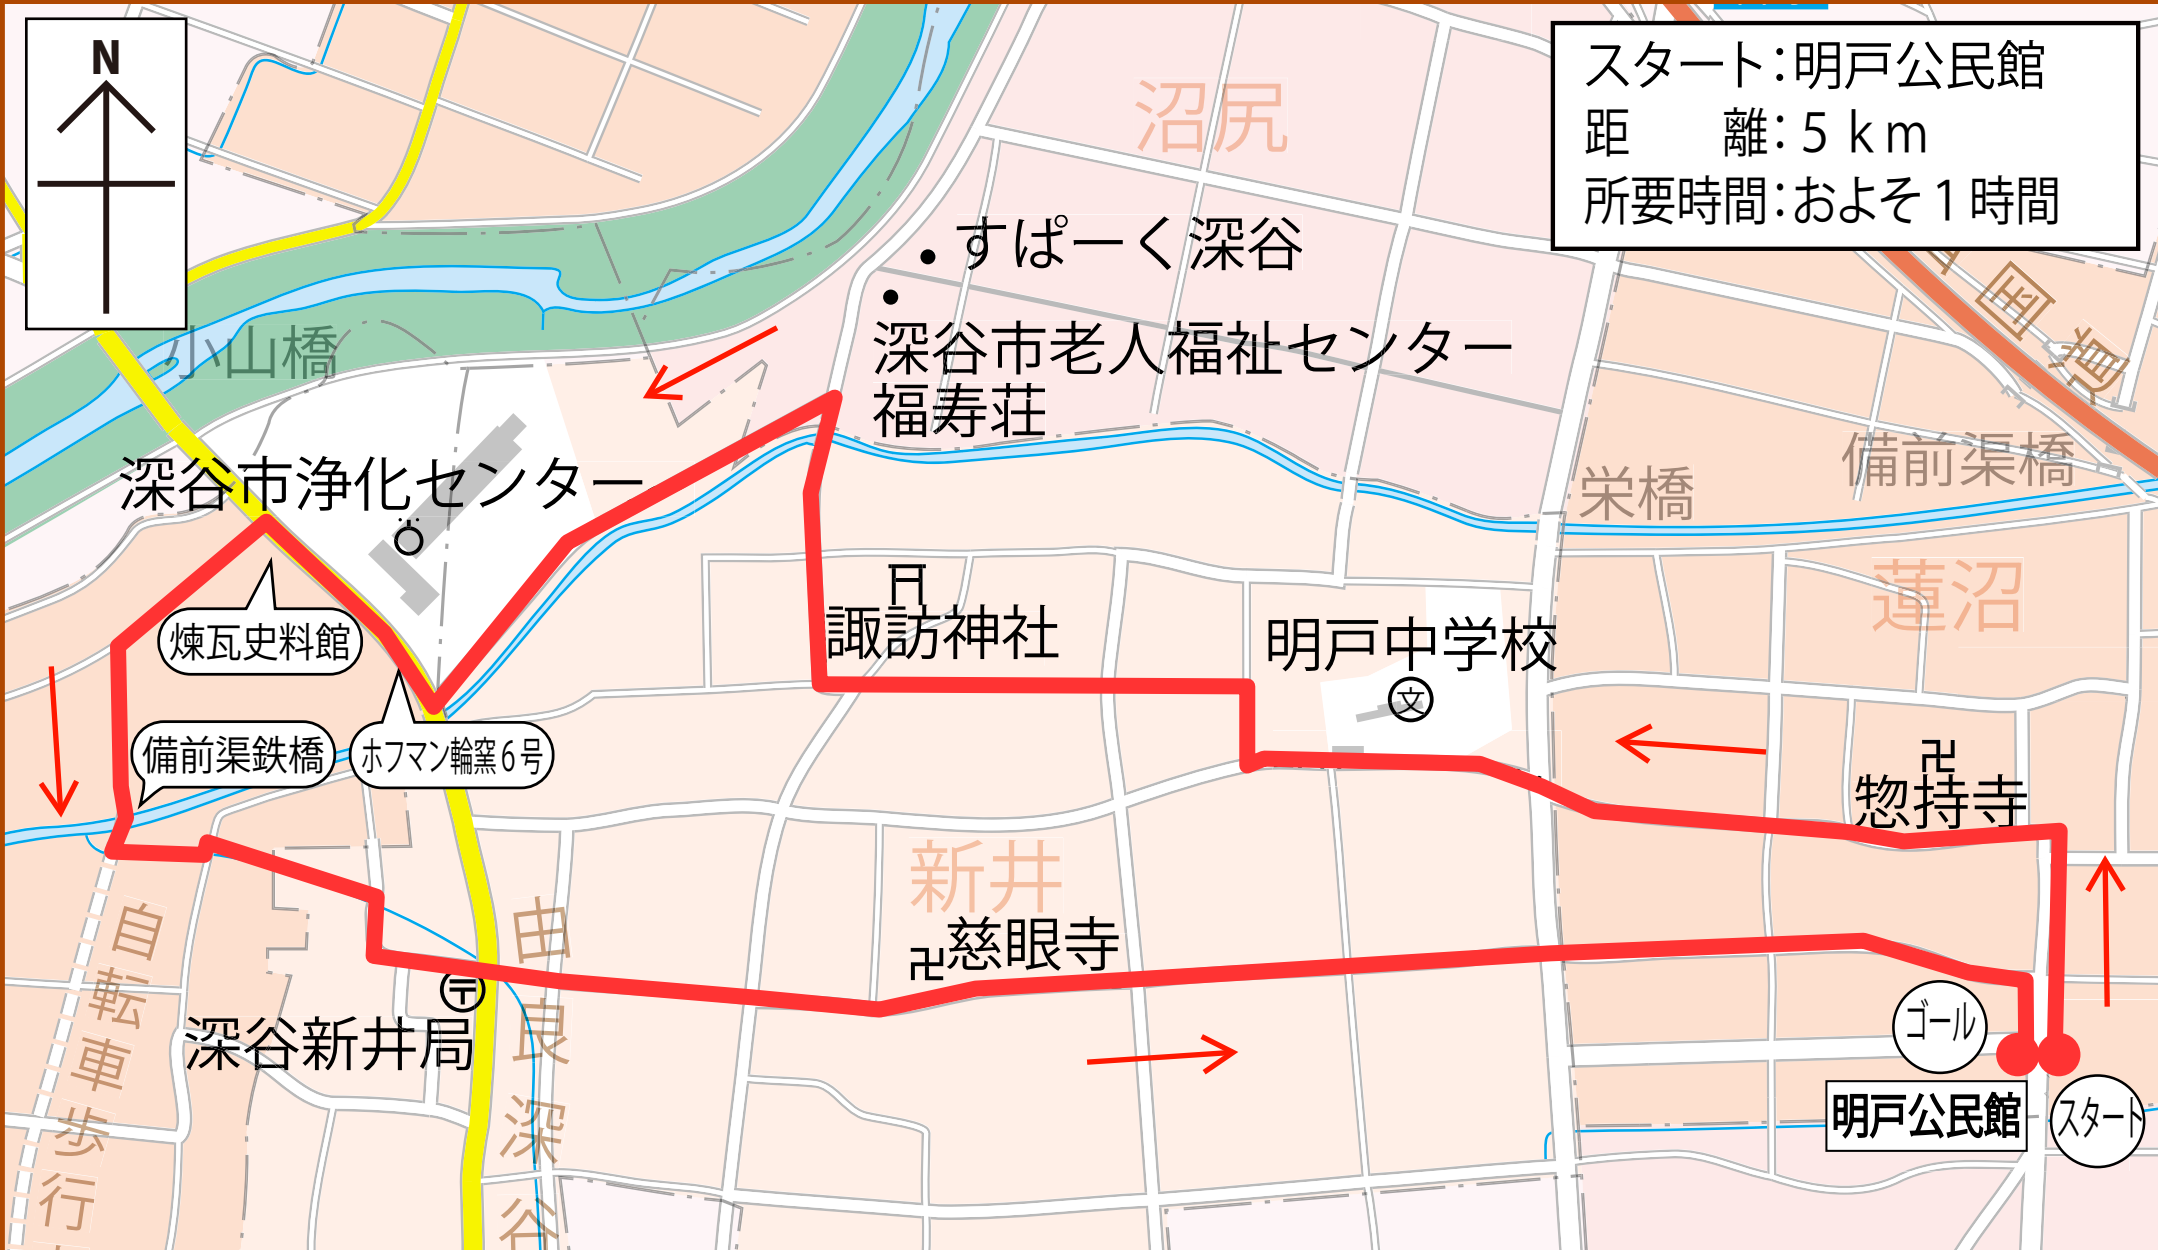 N
スタート：明戸公民館
距　　離：５ｋｍ
所要時間：およそ１時間
沼尻
すぱーく深谷
深谷市老人福祉センター
福寿荘
小山橋
国道
深谷市浄化センター
栄橋
備前渠橋
蓮沼
諏訪神社
明戸中学校
文
煉瓦史料館
備前渠鉄橋
ホフマン輪窯６号
卍
惣持寺
新井
卍慈眼寺
自転車歩行
由良深谷
〒
深谷新井局
ゴール
明戸公民館
スタート